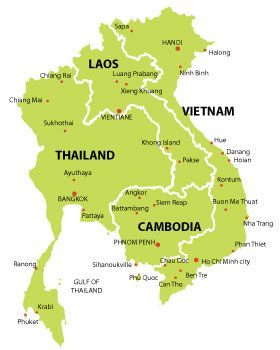 Sapa
HANOI
Halong
LAOS
Luang Prabang
Ninh Binh
Chiang Rai
Xieng Khuang
Chiang Mai
VIENTIANE
VIETNAM
Sukhothai
Khong Island
Hue
THAILAND
Danang
Pakse
Hoian
Ayuthaya
Kontum
BANGKOK
Angkor
Buon Me Thuat
Battambang
Siem Reap
Pattaya
Nha Trang
CAMBODIA
PHNOM PENH
Phan Thiet
Ranong
Sihanoukville
Chau Doc
Ho Chi Minh city
Phú Quoc
Ben Tre
GULF OF
THAILAND
Can Tho
Krabi
Phuket